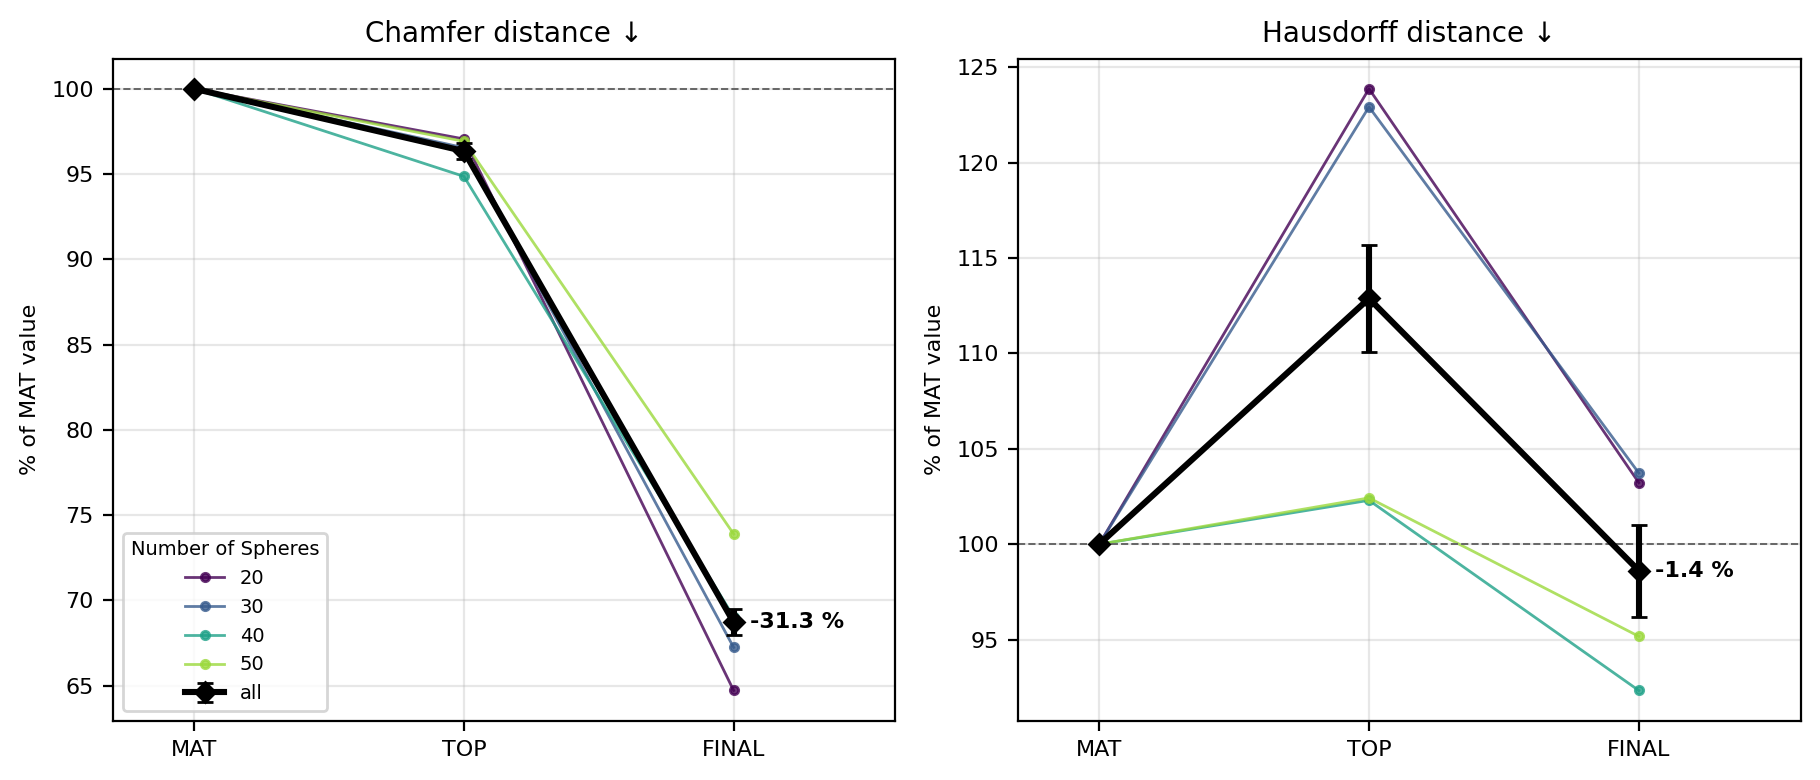 Chamfer distance ↓
% of MAT value
100
95
90
85
80
75
70
65
-31.3 %
Number of Spheres
20
30
40
50
all
MAT
TOP
FINAL
Hausdorff distance ↓
% of MAT value
125
120
115
110
105
100
95
-1.4 %
MAT
TOP
FINAL